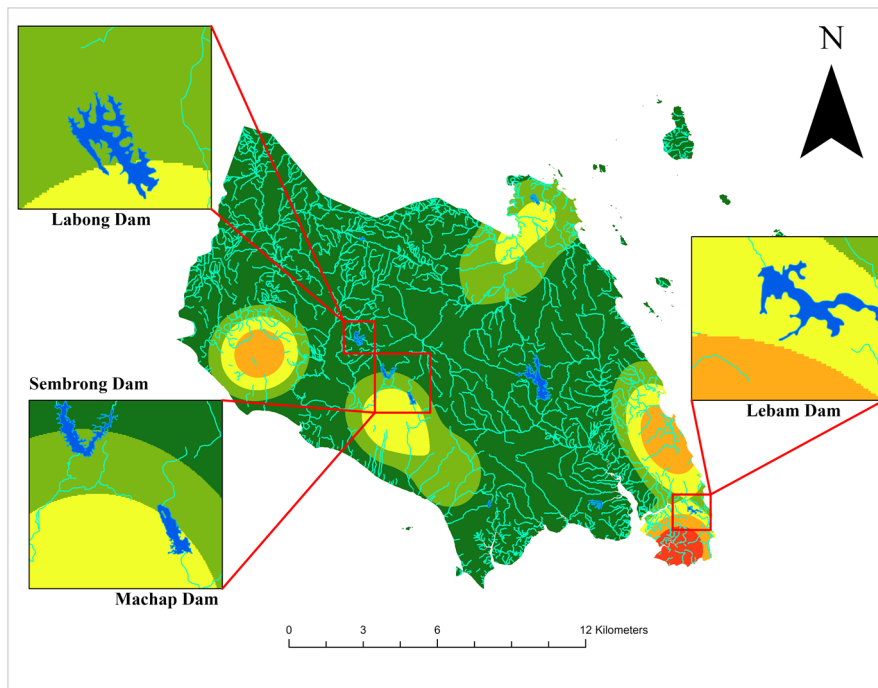 N
Labong Dam
Sembrong Dam
Lebam Dam
Machap Dam
0 3 6 12 Kilometers